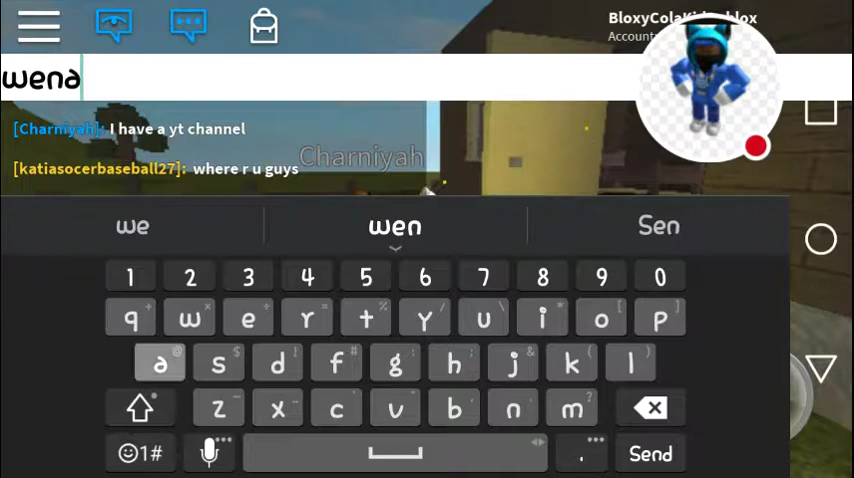 Account:
wena
[Charniyah]: I have a yt channel
Charniyah
[katiasocerbaseball27]: where r u guys
we wen Sen
1 2 3 4 5 6 7 8 9 0
q w e r t y u i o p
a s d f g h j k l
z x c v b n m
1# . Send